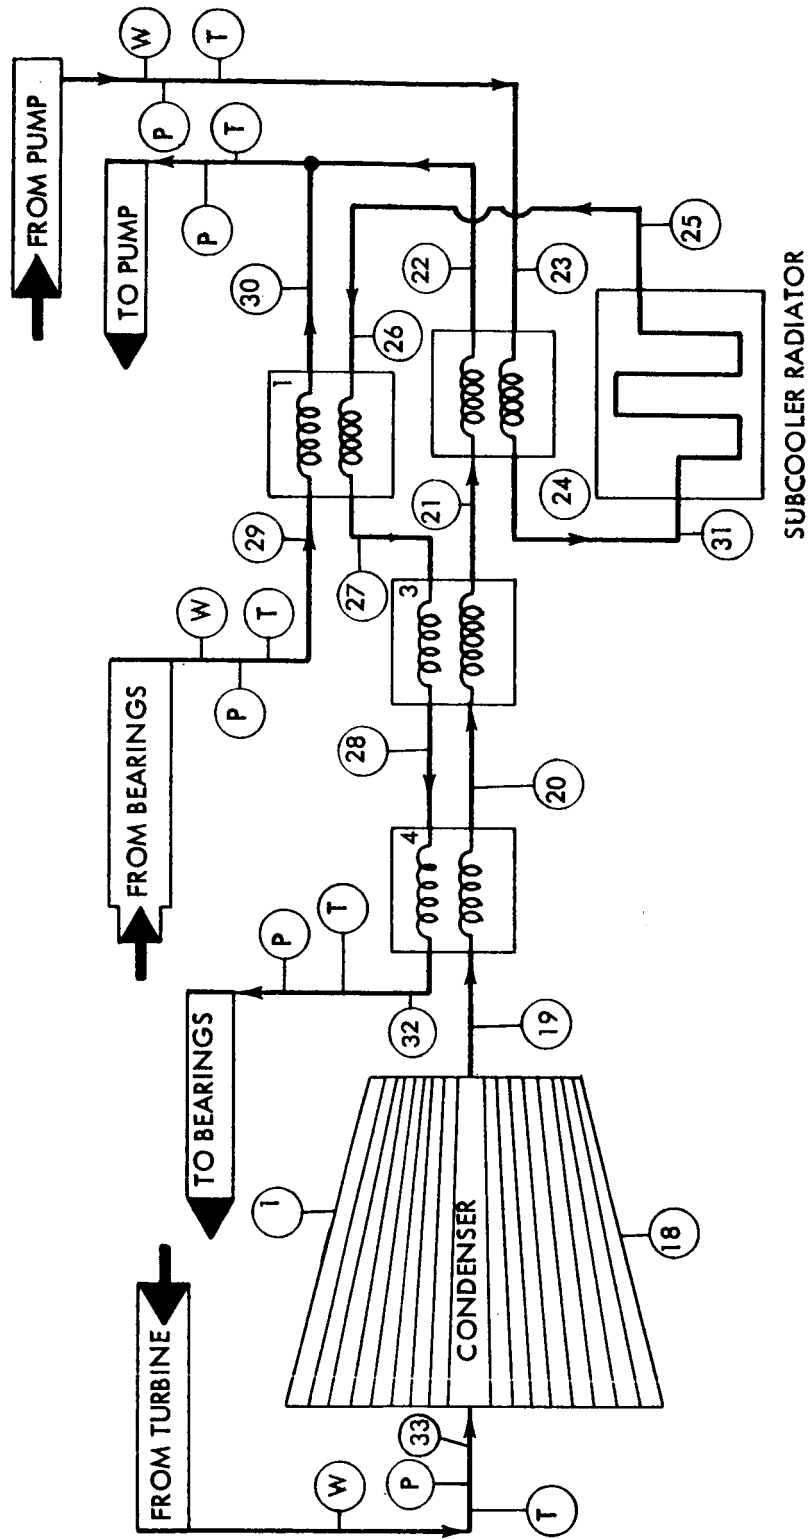 FROM PUMP
W
P
T
TO PUMP
P
T
FROM BEARINGS
W
P
T
TO BEARINGS
P
T
FROM TURBINE
W
P
T
33
1
CONDENSER
18
32
19
4
28
20
3
27
21
29
1
30
26
22
23
24
25
31
SUBCOOLER RADIATOR